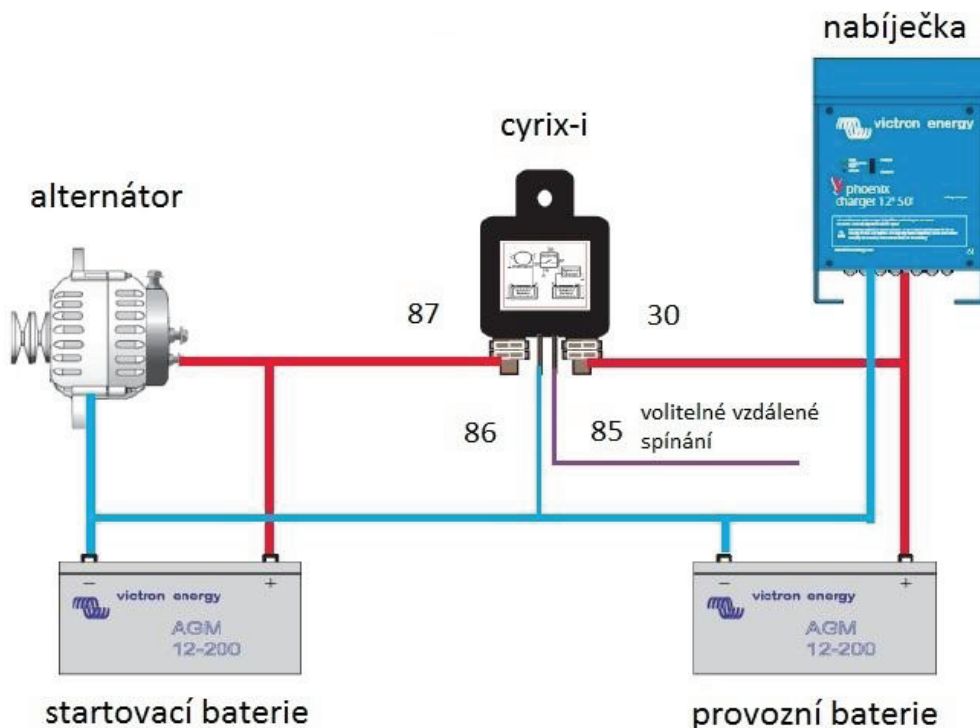 nabíječka
victron energy
phoenix
charger 12/50
cyrix-i
alternátor
87
30
86
85
volitelné vzdálené
spínání
− +
victron energy
AGM
12-200
startovací baterie
− +
victron energy
AGM
12-200
provozní baterie